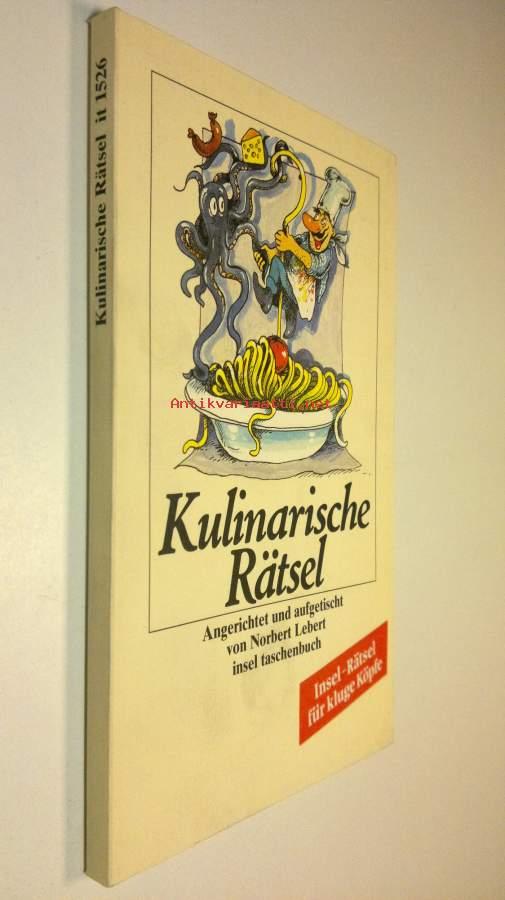 Kulinarische Rätsel it 1526
Antikvariaatti.net
Kulinarische
Rätsel
Angerichtet und aufgetischt
von Norbert Lebert
insel taschenbuch
Insel-Rätsel
für kluge Köpfe